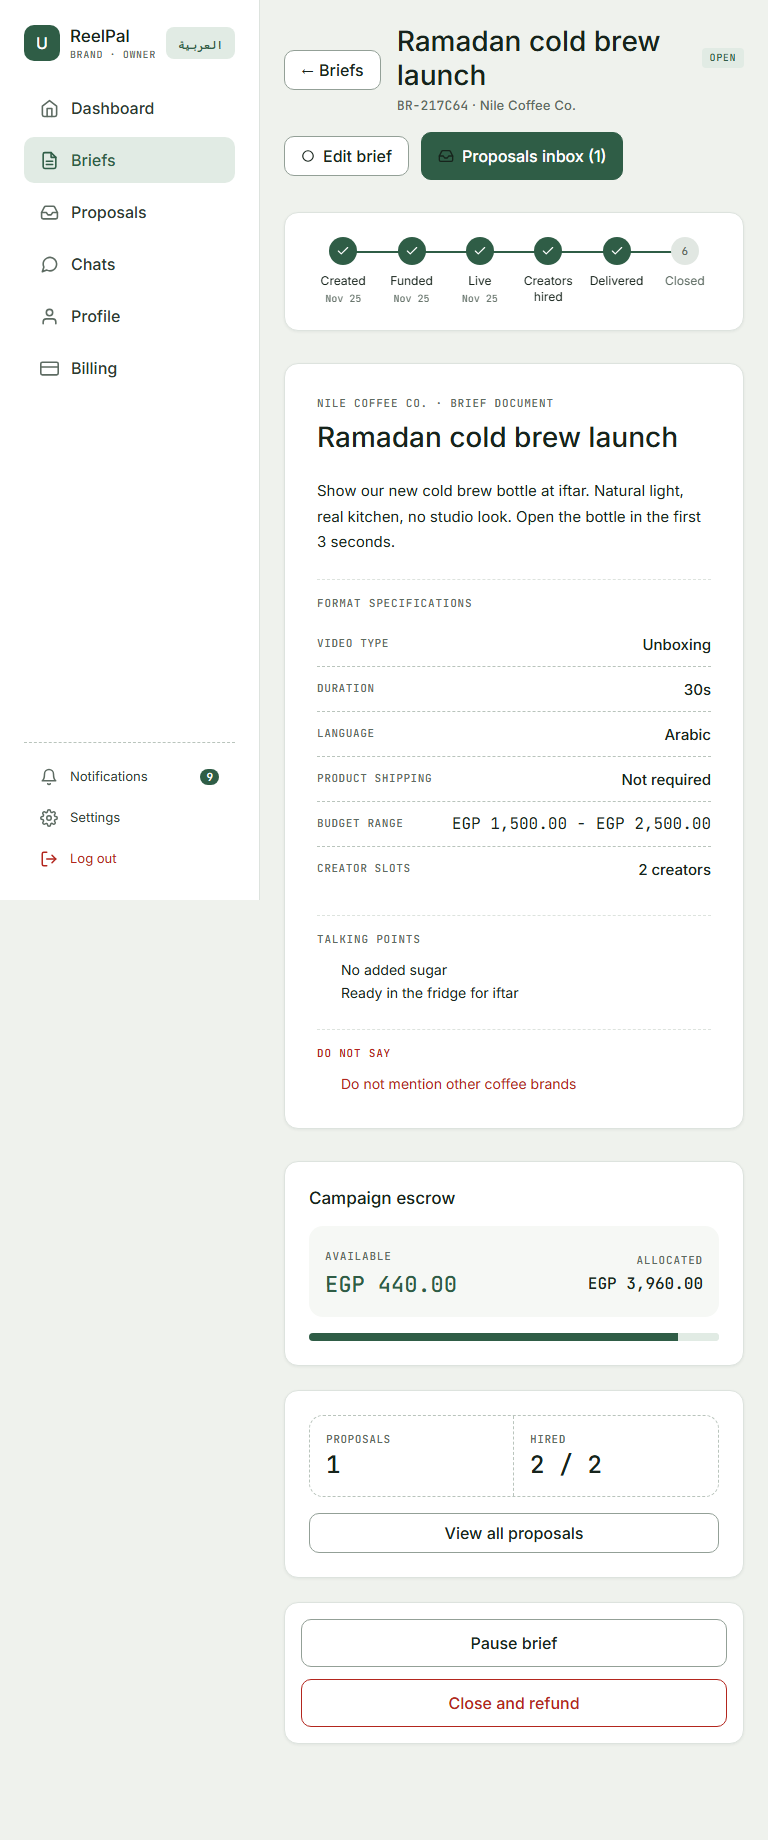 U
ReelPal
BRAND · OWNER
العربية
Dashboard
Briefs
Proposals
Chats
Profile
Billing
Notifications
9
Settings
Log out
← Briefs
Ramadan cold brew
launch
BR-217C64 · Nile Coffee Co.
OPEN
Edit brief
Proposals inbox (1)
Created
Nov 25
Funded
Nov 25
Live
Nov 25
Creators
hired
Delivered
6
Closed
NILE COFFEE CO. · BRIEF DOCUMENT
Ramadan cold brew launch
Show our new cold brew bottle at iftar. Natural light,
real kitchen, no studio look. Open the bottle in the first
3 seconds.
FORMAT SPECIFICATIONS
VIDEO TYPE Unboxing
DURATION 30s
LANGUAGE Arabic
PRODUCT SHIPPING Not required
BUDGET RANGE EGP 1,500.00 - EGP 2,500.00
CREATOR SLOTS 2 creators
TALKING POINTS
No added sugar
Ready in the fridge for iftar
DO NOT SAY
Do not mention other coffee brands
Campaign escrow
AVAILABLE
EGP 440.00
ALLOCATED
EGP 3,960.00
PROPOSALS
1
HIRED
2 / 2
View all proposals
Pause brief
Close and refund